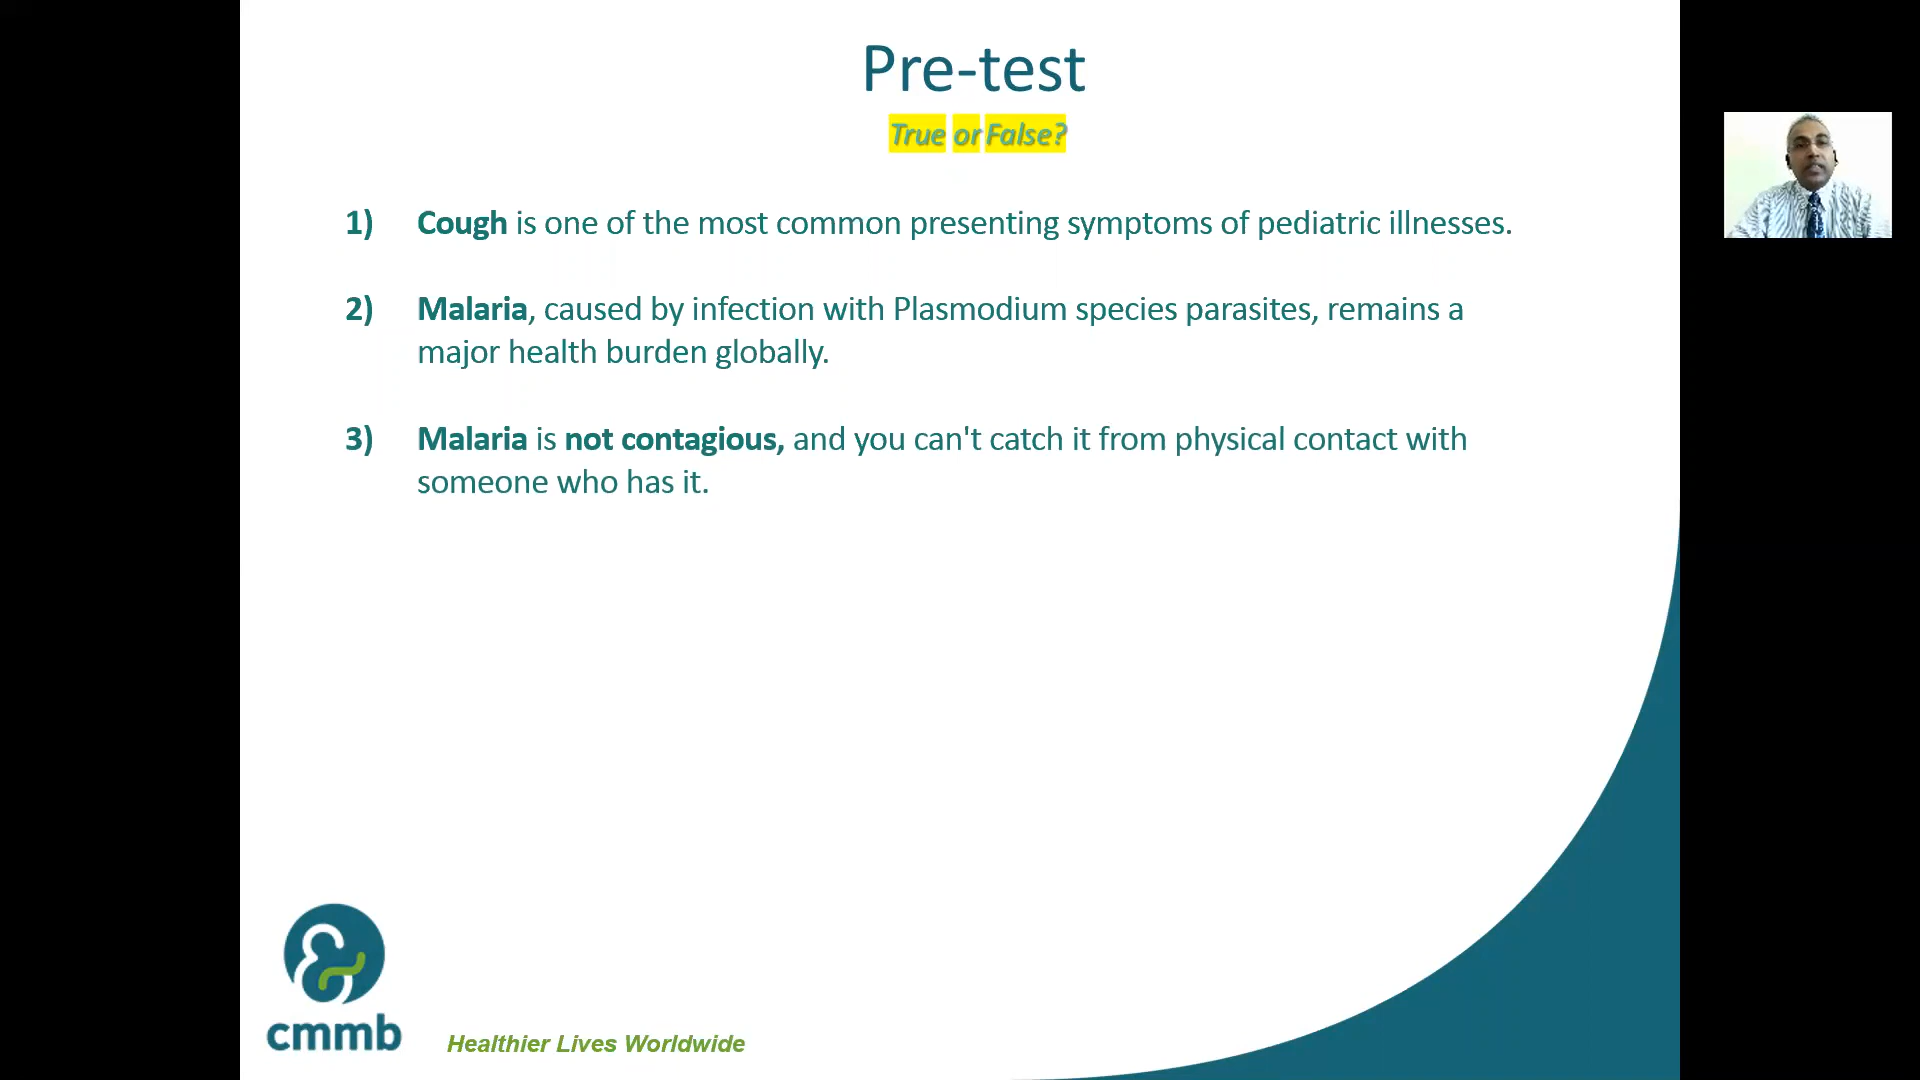 Pre-test
True or False?
1) Cough is one of the most common presenting symptoms of pediatric illnesses.
2) Malaria, caused by infection with Plasmodium species parasites, remains a
major health burden globally.
3) Malaria is not contagious, and you can't catch it from physical contact with
someone who has it.
cmmb
Healthier Lives Worldwide